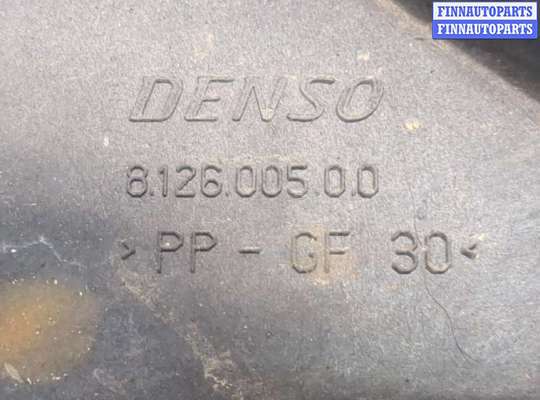 FINNAUTOPARTS
FINNAUTOPARTS
DENSO
8.126.005.0.0
>PP - GF 30<